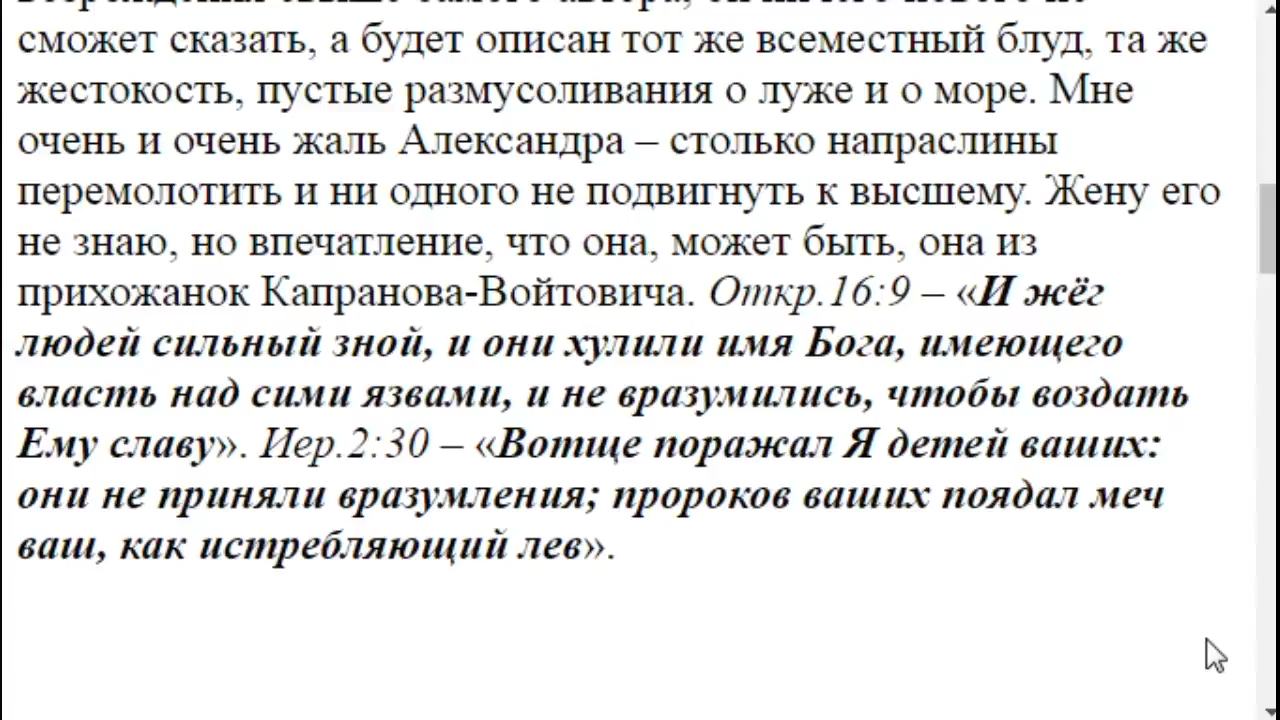 сможет сказать, а будет описан тот же всеместный блуд, та же
жестокость, пустые размусоливания о луже и о море. Мне
очень и очень жаль Александра – столько напраслины
перемолотить и ни одного не подвигнуть к высшему. Жену его
не знаю, но впечатление, что она, может быть, она из
прихожанок Капранова-Войтовича. Откр.16:9 – «И жёг
людей сильный зной, и они хулили имя Бога, имеющего
власть над сими язвами, и не вразумились, чтобы воздать
Ему славу». Иер.2:30 – «Вотще поражал Я детей ваших:
они не приняли вразумления; пророков ваших поядал меч
ваш, как истребляющий лев».